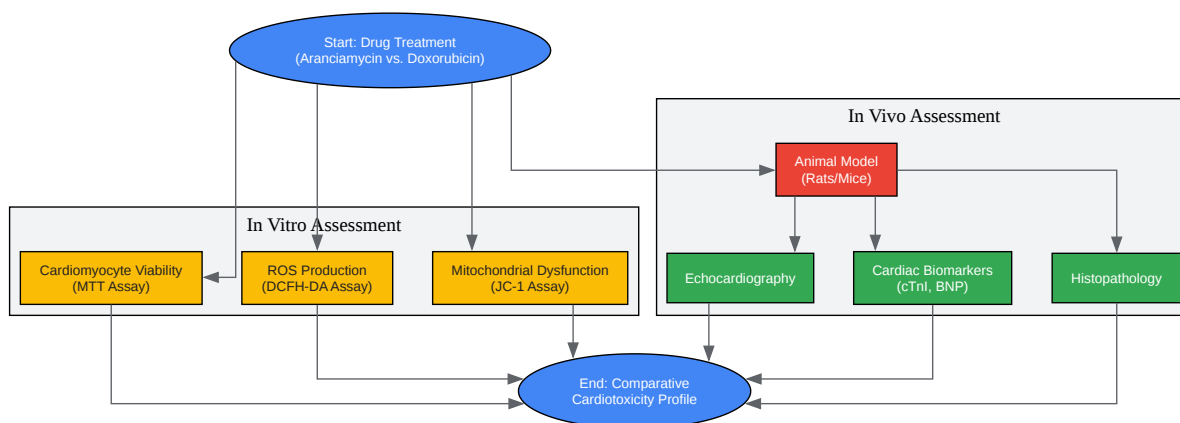 Start: Drug Treatment
(Aranciamycin vs. Doxorubicin)
In Vivo Assessment
Animal Model
(Rats/Mice)
In Vitro Assessment
Cardiomyocyte Viability
(MTT Assay)
ROS Production
(DCFH-DA Assay)
Mitochondrial Dysfunction
(JC-1 Assay)
Echocardiography
Cardiac Biomarkers
(cTnI, BNP)
Histopathology
End: Comparative
Cardiotoxicity Profile